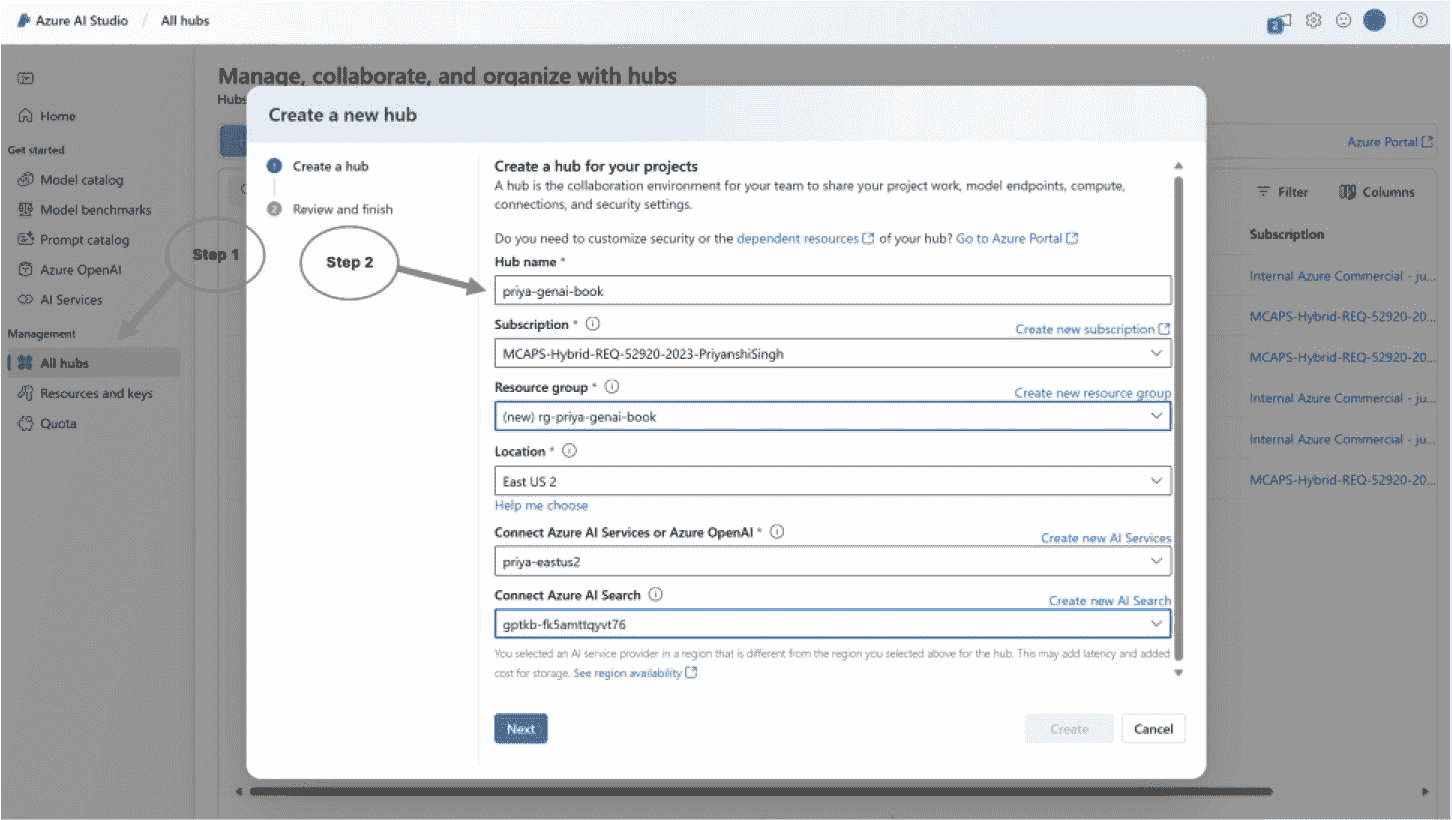 Azure AI Studio / All hubs
2
Manage, collaborate, and organize with hubs
Hubs
Home
Get started
Model catalog
Model benchmarks
Prompt catalog
Azure OpenAI
AI Services
Management
All hubs
Resources and keys
Quota
Step 1
Azure Portal
Filter
Columns
Subscription
Internal Azure Commercial - ju...
MCAPS-Hybrid-REQ-52920-20...
MCAPS-Hybrid-REQ-52920-20...
Internal Azure Commercial - ju...
Internal Azure Commercial - ju...
MCAPS-Hybrid-REQ-52920-20...
Create a new hub
1 Create a hub
2 Review and finish
Step 2
Create a hub for your projects
A hub is the collaboration environment for your team to share your project work, model endpoints, compute,
connections, and security settings.
Do you need to customize security or the dependent resources of your hub? Go to Azure Portal
Hub name *
priya-genai-book
Subscription *
Create new subscription
MCAPS-Hybrid-REQ-52920-2023-PriyanshiSingh
Resource group *
Create new resource group
(new) rg-priya-genai-book
Location *
East US 2
Help me choose
Connect Azure AI Services or Azure OpenAI *
Create new AI Services
priya-eastus2
Connect Azure AI Search
Create new AI Search
gptkb-fk5amttqyvt76
You selected an AI service provider in a region that is different from the region you selected above for the hub. This may add latency and added
cost for storage. See region availability
Next
Create
Cancel